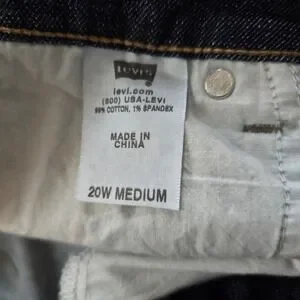 Levi's
levi.com
(800) USA-LEVI
99% COTTON, 1% SPANDEX
MADE IN
CHINA
20W MEDIUM